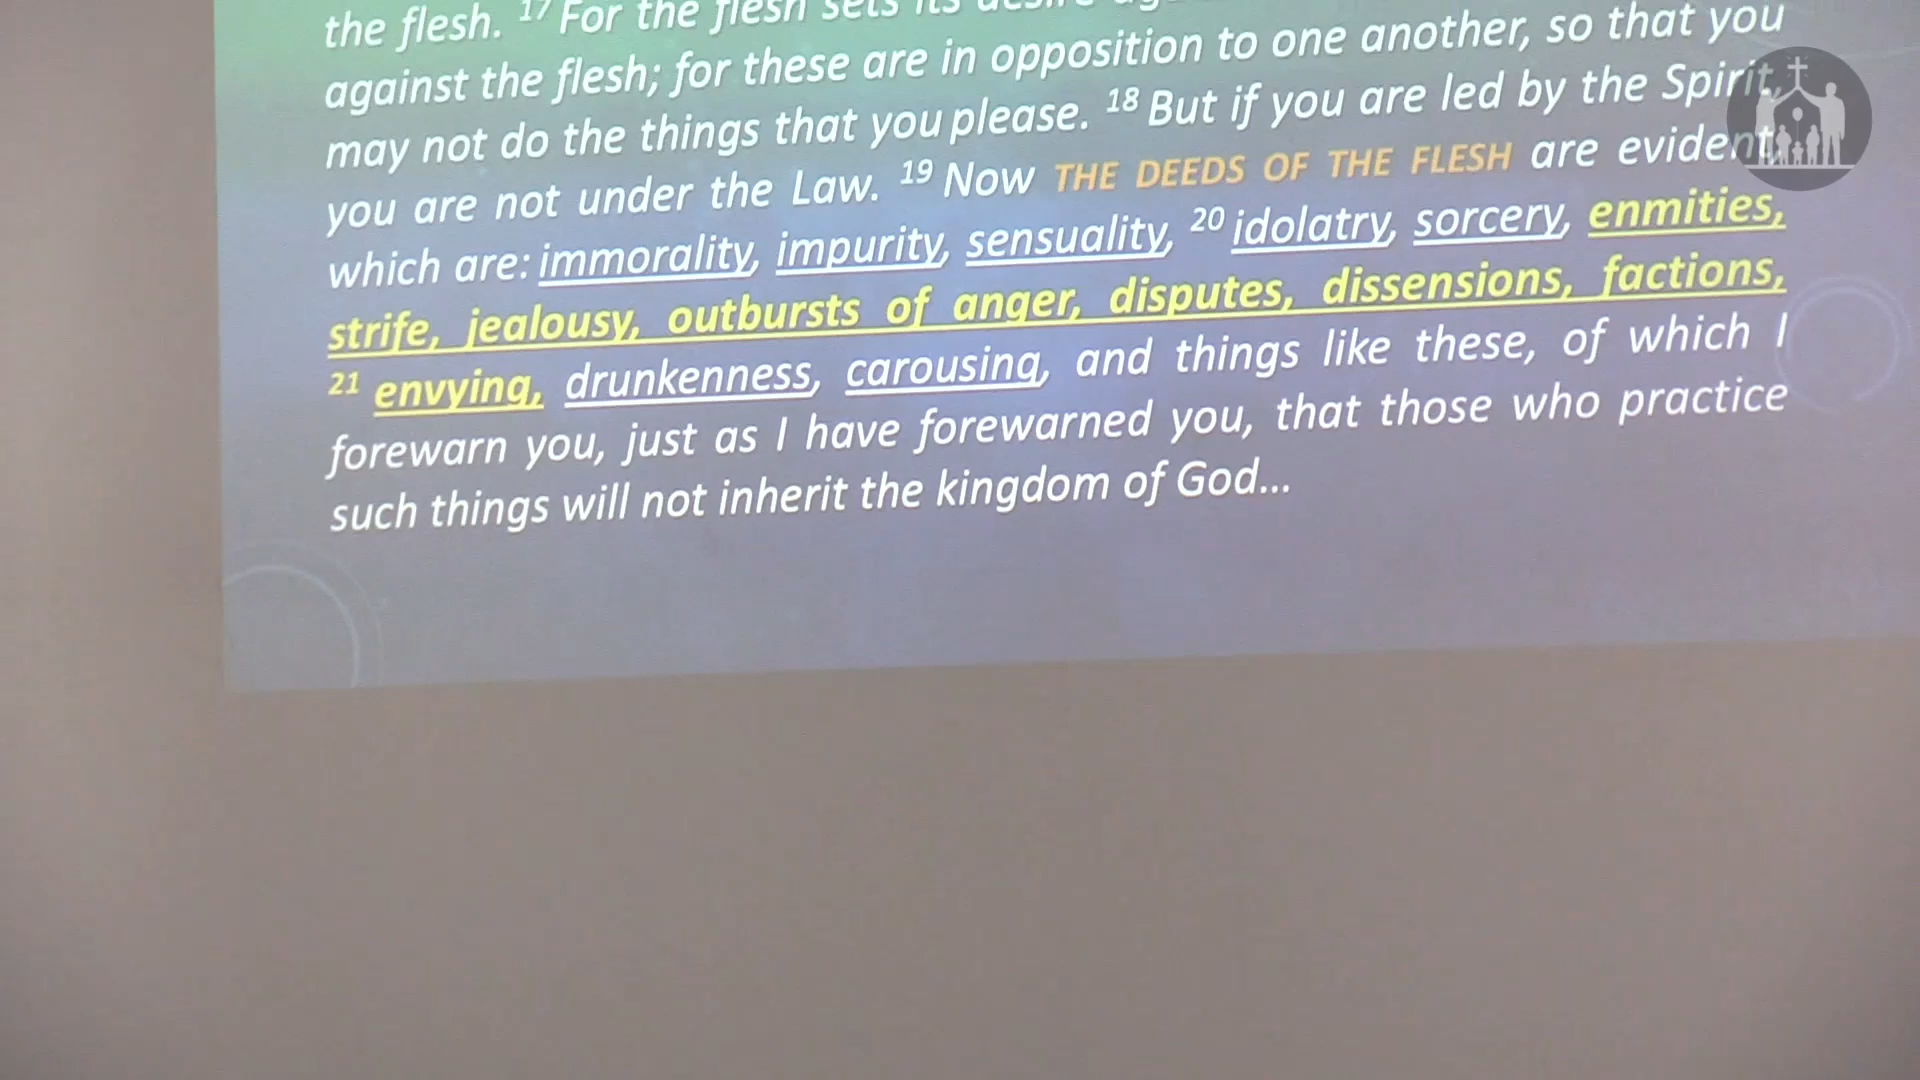 the flesh. 17 For the flesh sets its desire
against the flesh; for these are in opposition to one another, so that you
may not do the things that you please. 18 But if you are led by the Spirit,
you are not under the Law. 19 Now THE DEEDS OF THE FLESH are evident,
which are: immorality, impurity, sensuality, 20 idolatry, sorcery, enmities,
strife, jealousy, outbursts of anger, disputes, dissensions, factions,
21 envying, drunkenness, carousing, and things like these, of which I
forewarn you, just as I have forewarned you, that those who practice
such things will not inherit the kingdom of God...